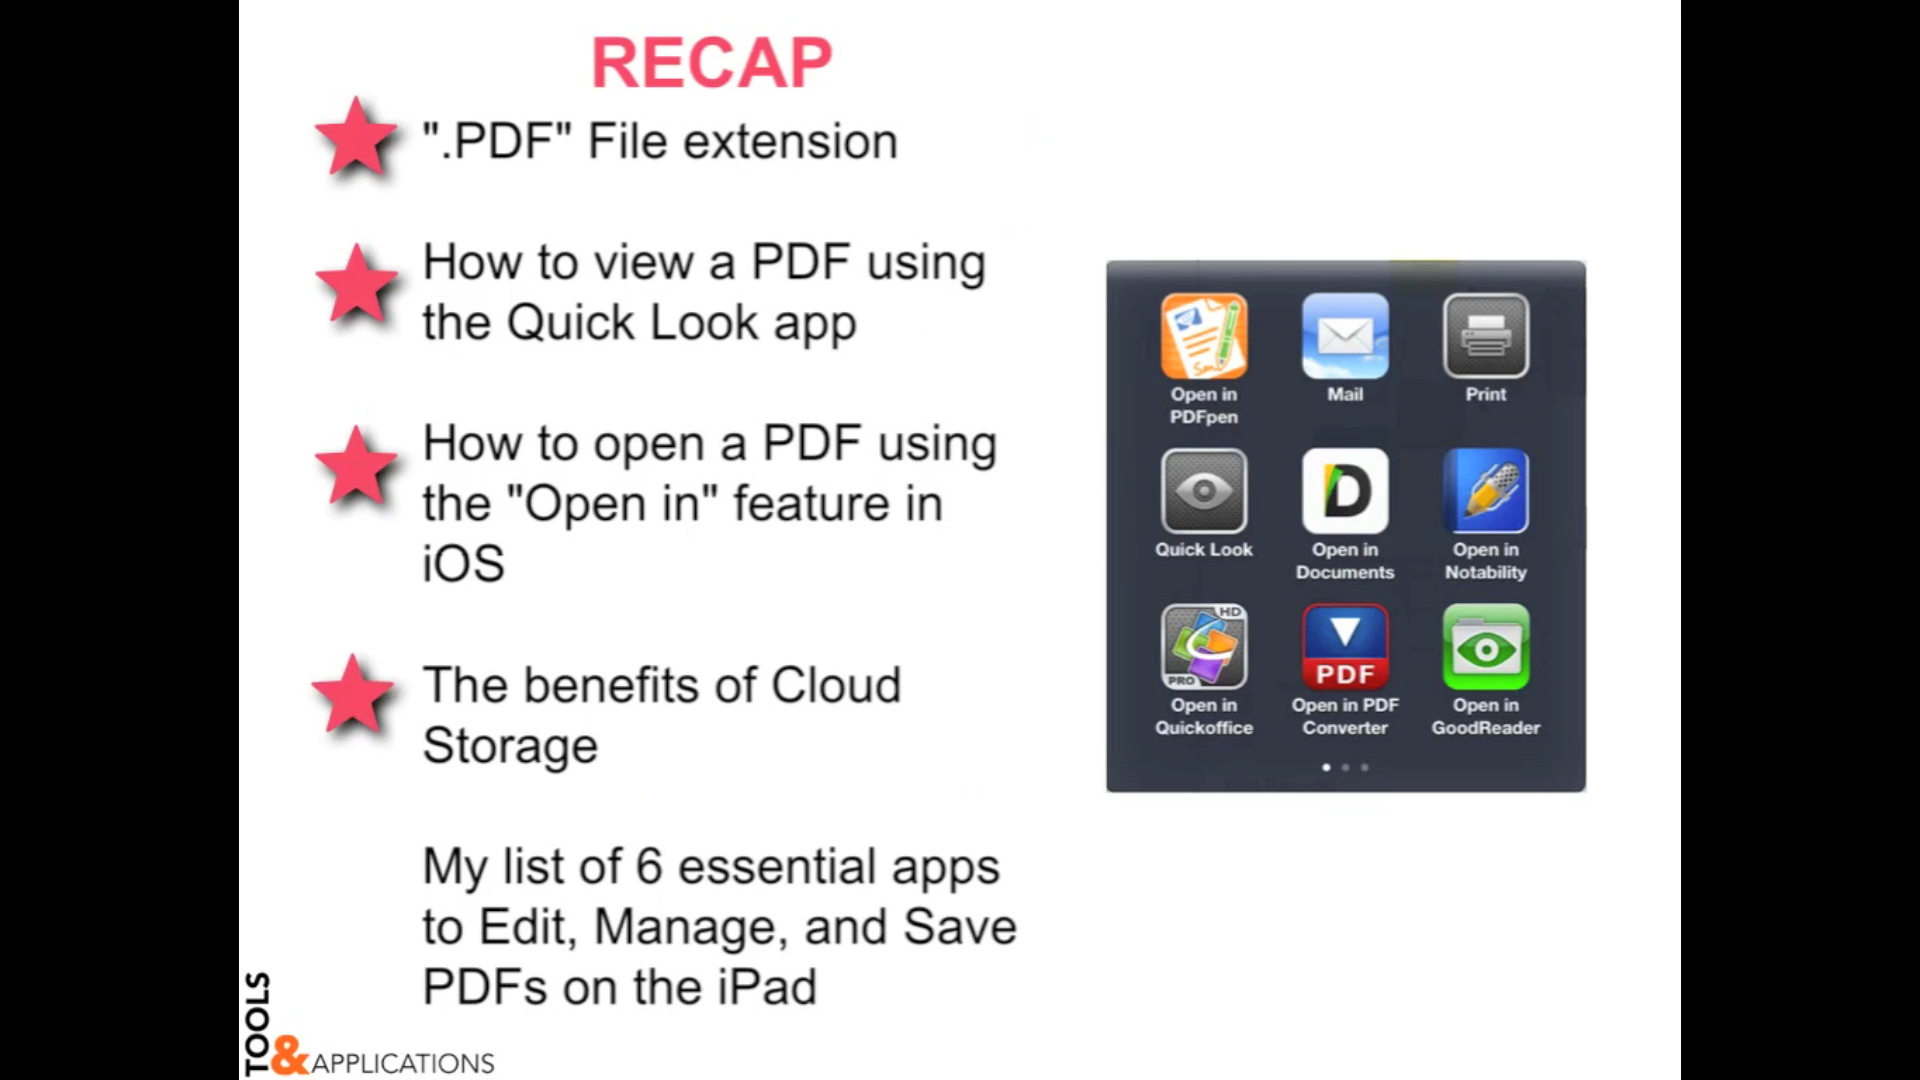 RECAP
".PDF" File extension
How to view a PDF using
the Quick Look app
How to open a PDF using
the "Open in" feature in
iOS
The benefits of Cloud
Storage
My list of 6 essential apps
to Edit, Manage, and Save
PDFs on the iPad
Open in
PDFpen
Mail
Print
Quick Look
Open in
Documents
Open in
Notability
HD
PRO
Open in
Quickoffice
PDF
Open in PDF
Converter
Open in
GoodReader
TOOLS
&APPLICATIONS